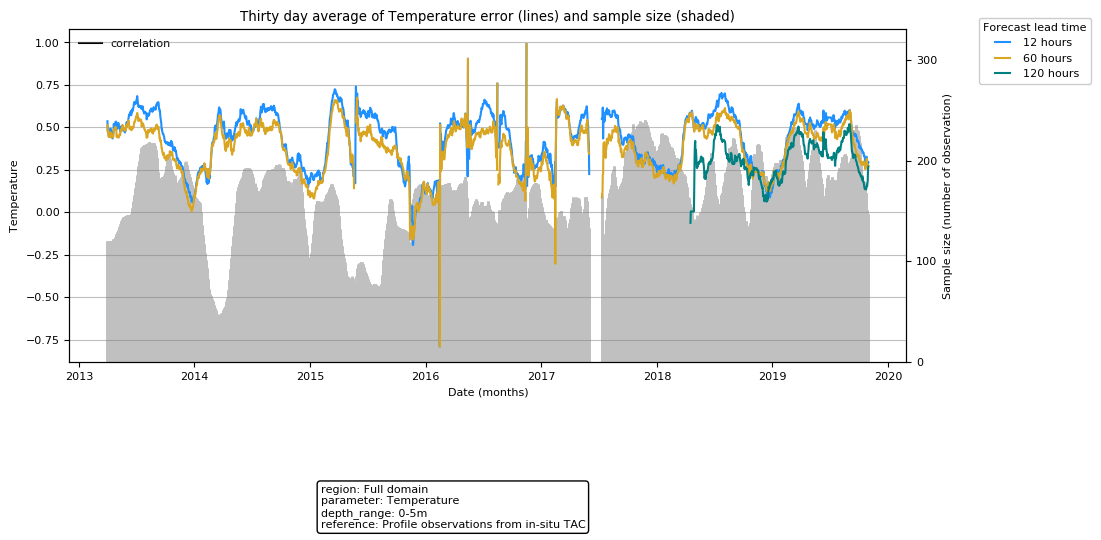 Thirty day average of Temperature error (lines) and sample size (shaded)
Forecast lead time
12 hours
60 hours
120 hours
correlation
1.00
0.75
0.50
0.25
0.00
−0.25
−0.50
−0.75
Temperature
300
200
100
0
Sample size (number of observation)
2013 2014 2015 2016 2017 2018 2019 2020
Date (months)
region: Full domain
parameter: Temperature
depth_range: 0-5m
reference: Profile observations from in-situ TAC